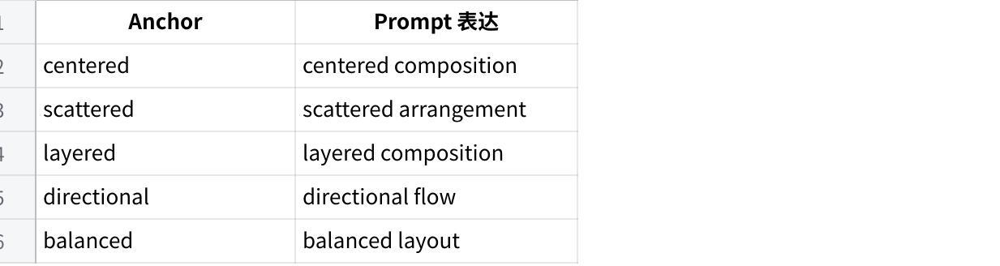 1 Anchor Prompt 表达
2 centered centered composition
3 scattered scattered arrangement
4 layered layered composition
5 directional directional flow
6 balanced balanced layout